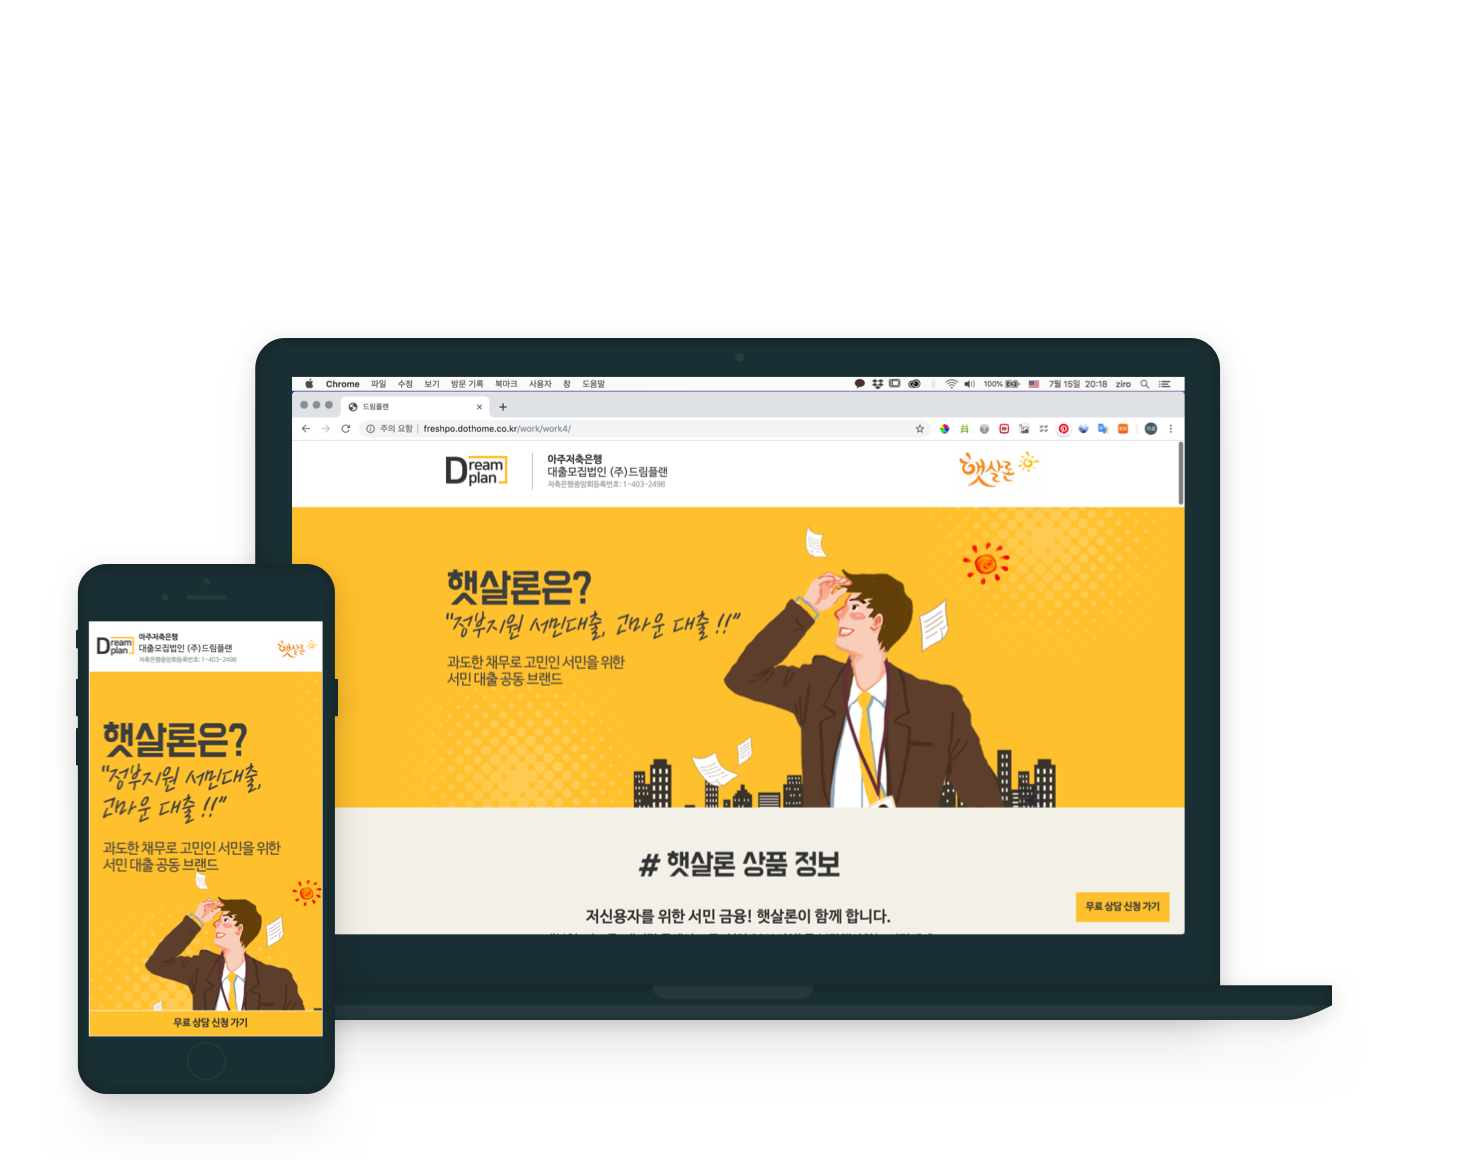 Chrome 파일 수정 보기 방문 기록 북마크 사용자 창 도움말 100% 7월 15일 20:18 ziro
드림플랜
주의 요함 freshpo.dothome.co.kr/work/work4/
Dream plan
아주저축은행
대출모집법인 (주)드림플랜
저축은행중앙회등록번호: 1-403-2498
햇살론
햇살론은?
"정부지원 서민대출, 고마운 대출 !!"
과도한 채무로 고민인 서민을 위한
서민 대출 공동 브랜드
# 햇살론 상품 정보
저신용자를 위한 서민 금융! 햇살론이 함께 합니다.
무료 상담 신청 가기
Dream plan
아주저축은행
대출모집법인 (주)드림플랜
저축은행중앙회등록번호: 1-403-2498
햇살론
햇살론은?
"정부지원 서민대출,
고마운 대출 !!"
과도한 채무로 고민인 서민을 위한
서민 대출 공동 브랜드
무료 상담 신청 가기